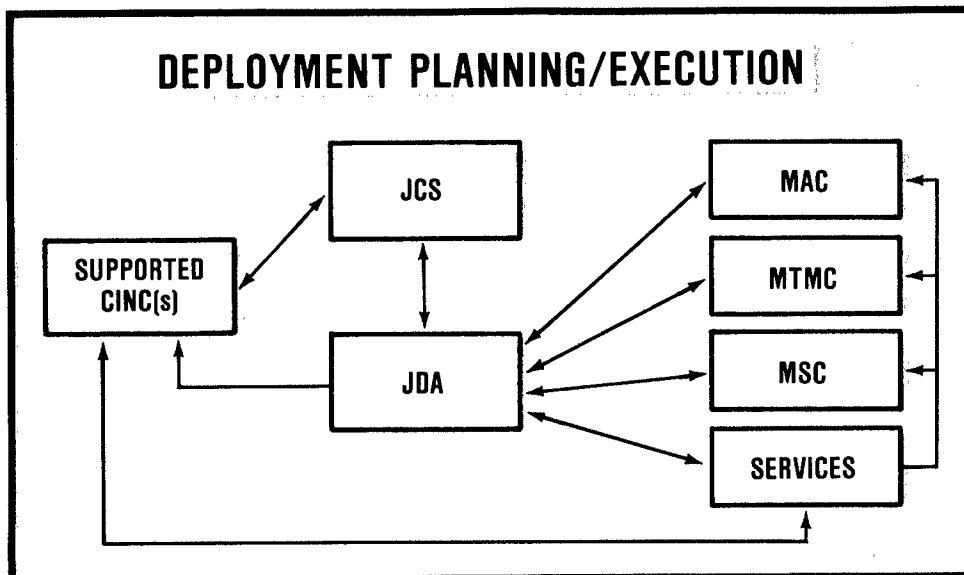 DEPLOYMENT PLANNING/EXECUTION
JCS
MAC
SUPPORTED
CINC(s)
MTMC
JDA
MSC
SERVICES